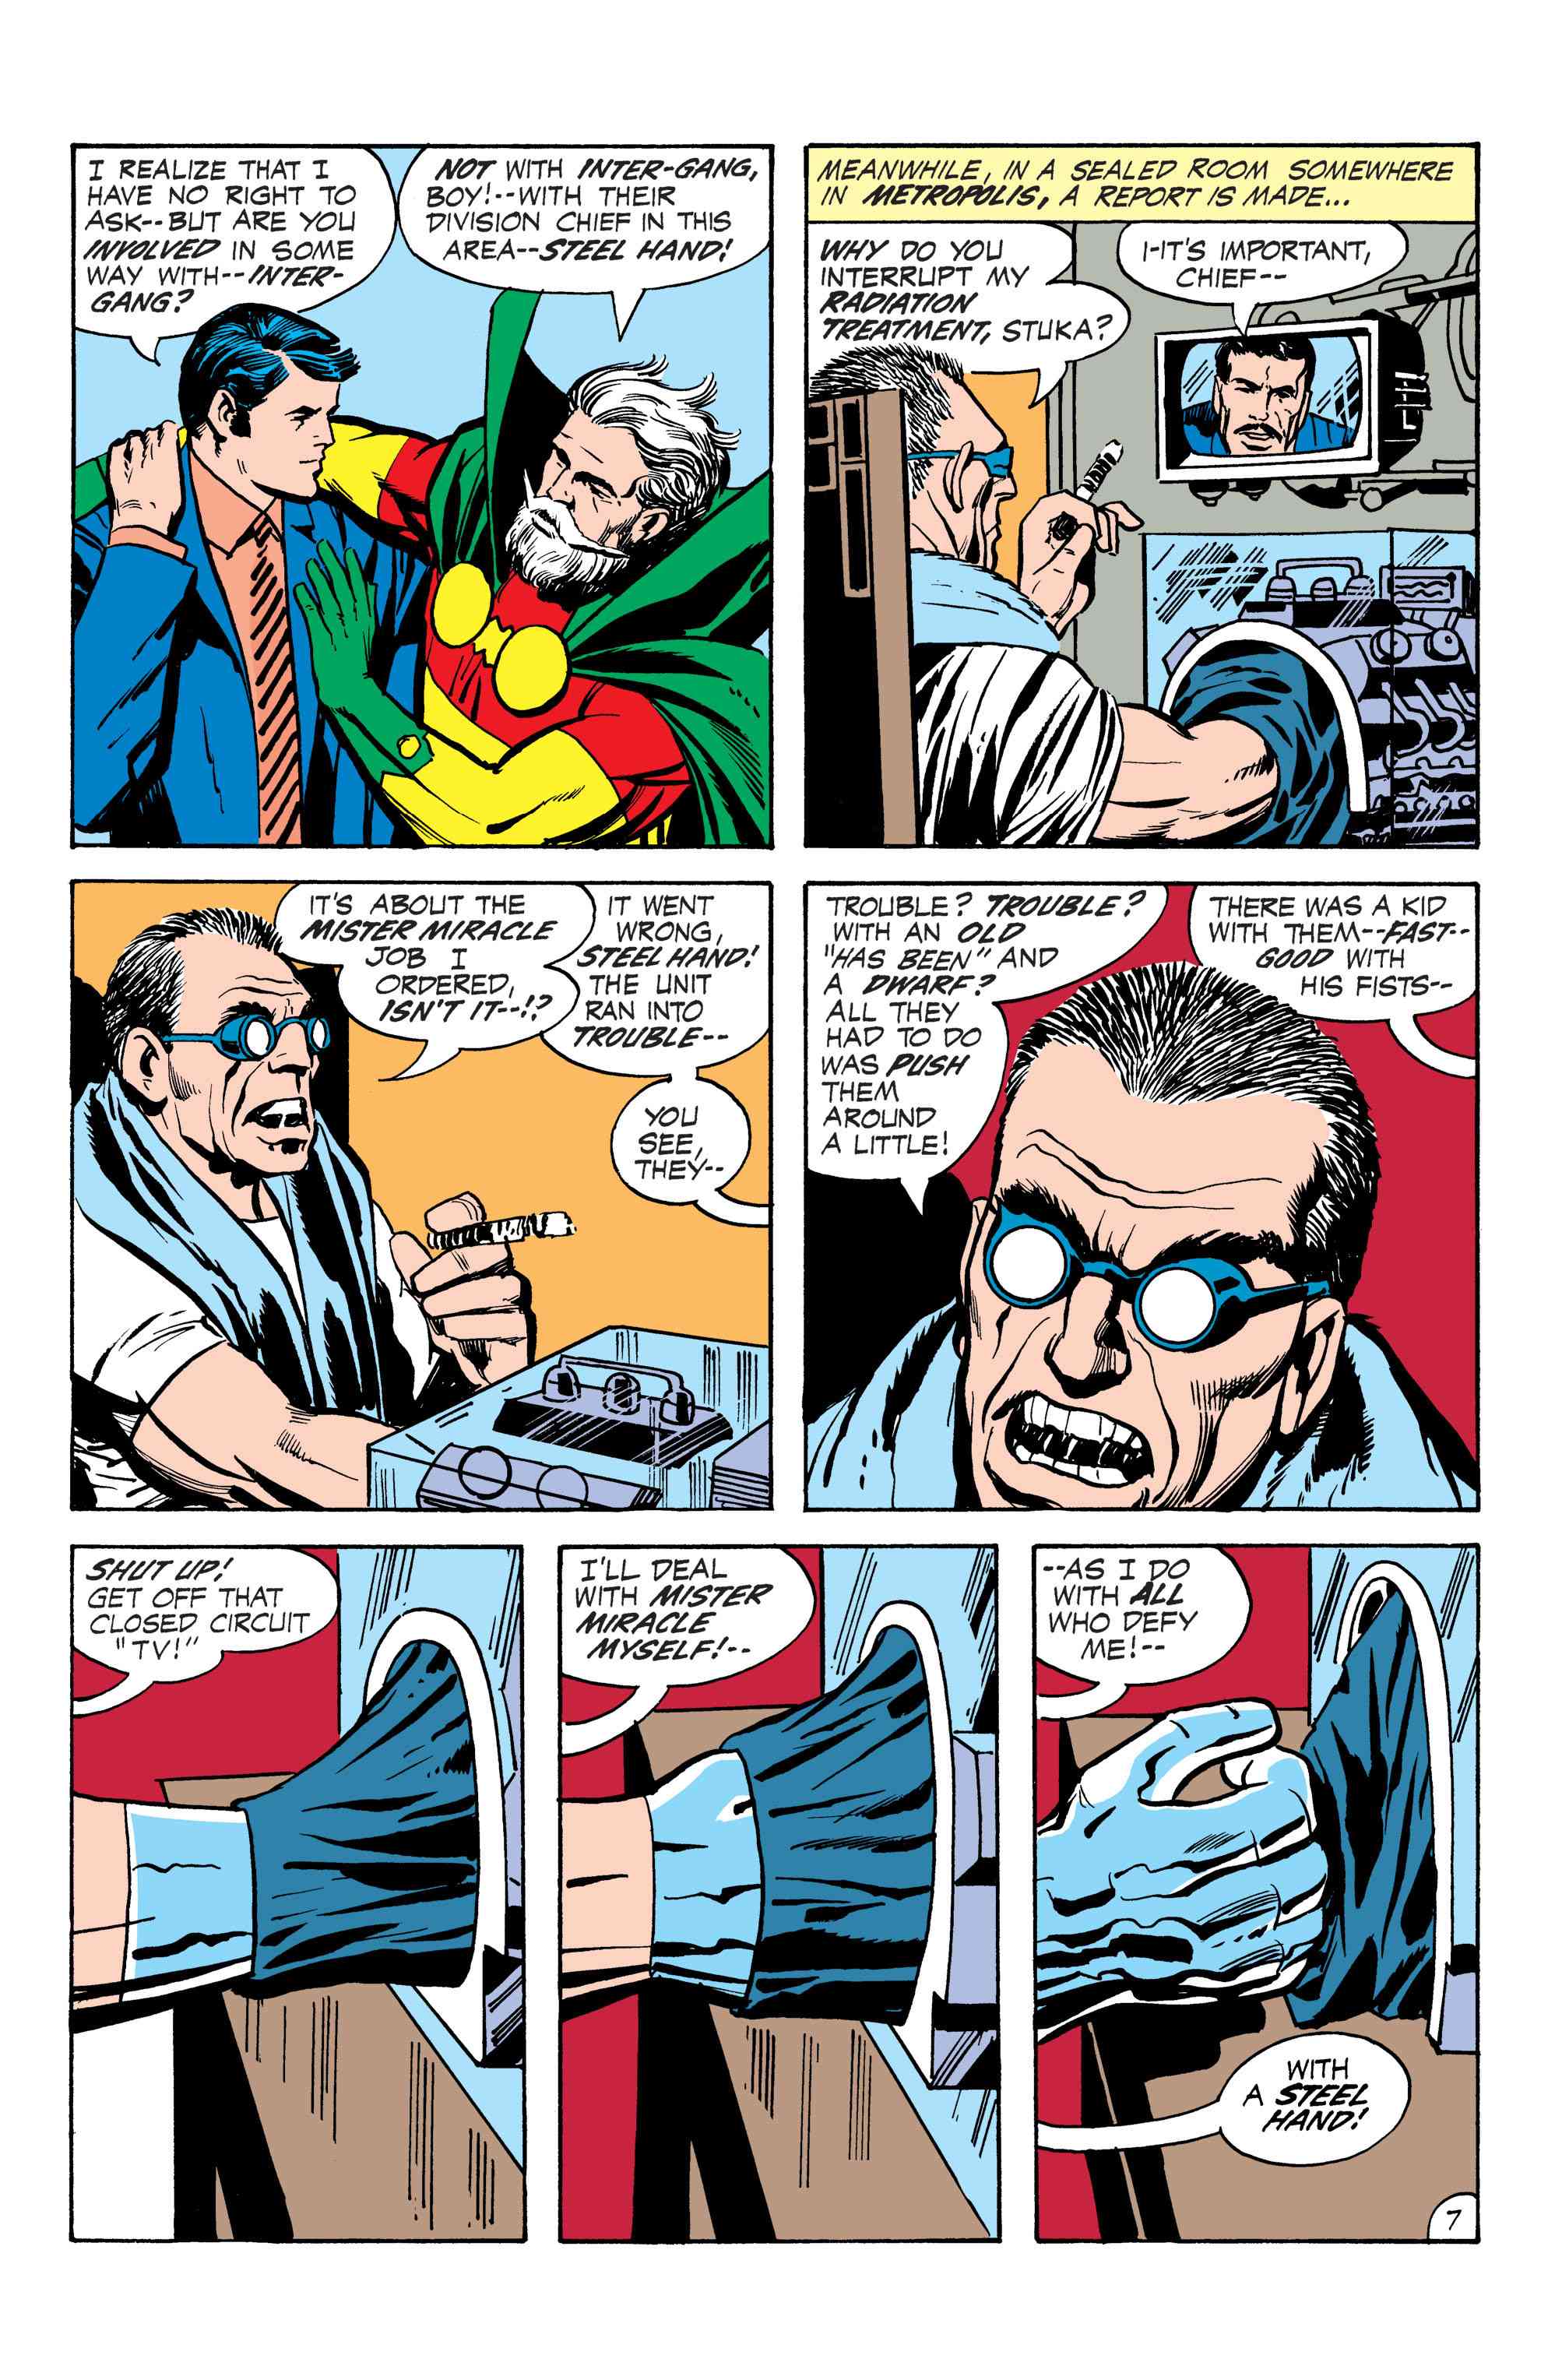 I REALIZE THAT I
HAVE NO RIGHT TO
ASK--BUT ARE YOU
INVOLVED IN SOME
WAY WITH--INTER-
GANG?
NOT WITH INTER-GANG,
BOY!--WITH THEIR
DIVISION CHIEF IN THIS
AREA--STEEL HAND!
MEANWHILE, IN A SEALED ROOM SOMEWHERE
IN METROPOLIS, A REPORT IS MADE...
WHY DO YOU
INTERRUPT MY
RADIATION
TREATMENT, STUKA?
I-IT'S IMPORTANT,
CHIEF--
IT'S ABOUT THE
MISTER MIRACLE
JOB I
ORDERED,
ISN'T IT--!?
IT WENT
WRONG,
STEEL HAND!
THE UNIT
RAN INTO
TROUBLE--
YOU
SEE,
THEY--
TROUBLE? TROUBLE?
WITH AN OLD
"HAS BEEN" AND
A DWARF?
ALL THEY
HAD TO DO
WAS PUSH
THEM
AROUND
A LITTLE!
THERE WAS A KID
WITH THEM--FAST--
GOOD WITH
HIS FISTS--
SHUT UP!
GET OFF THAT
CLOSED CIRCUIT
"TV!"
I'LL DEAL
WITH MISTER
MIRACLE
MYSELF!--
--AS I DO
WITH ALL
WHO DEFY
ME!--
WITH
A STEEL
HAND!
7